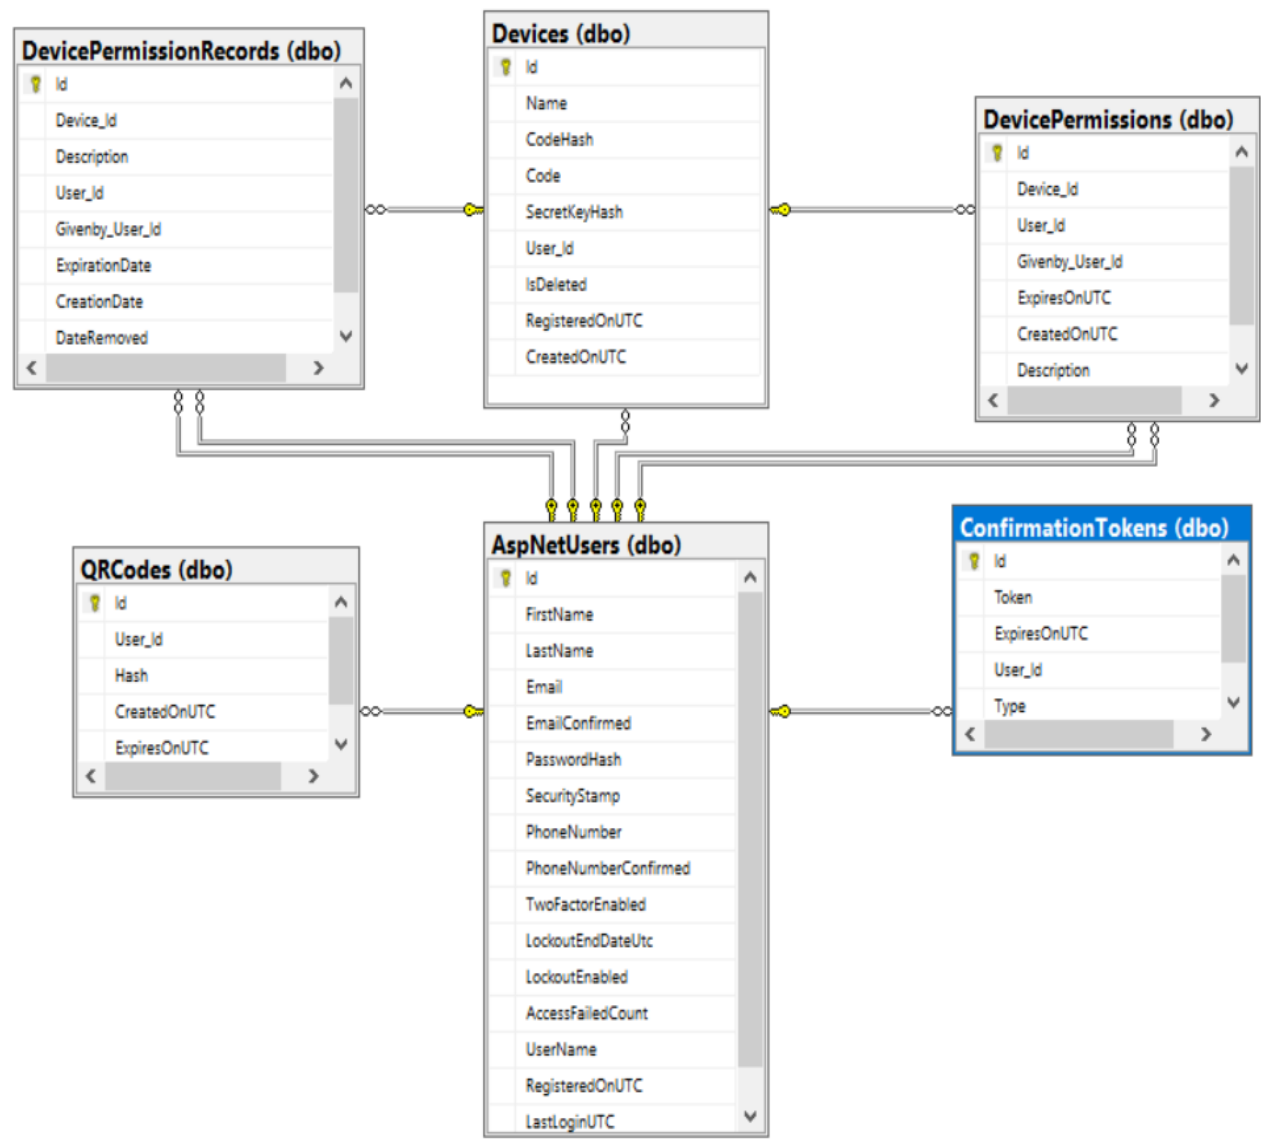 DevicePermissionRecords (dbo)
Id
Device_Id
Description
User_Id
Givenby_User_Id
ExpirationDate
CreationDate
DateRemoved
Devices (dbo)
Id
Name
CodeHash
Code
SecretKeyHash
User_Id
IsDeleted
RegisteredOnUTC
CreatedOnUTC
DevicePermissions (dbo)
Id
Device_Id
User_Id
Givenby_User_Id
ExpiresOnUTC
CreatedOnUTC
Description
QRCodes (dbo)
Id
User_Id
Hash
CreatedOnUTC
ExpiresOnUTC
AspNetUsers (dbo)
Id
FirstName
LastName
Email
EmailConfirmed
PasswordHash
SecurityStamp
PhoneNumber
PhoneNumberConfirmed
TwoFactorEnabled
LockoutEndDateUtc
LockoutEnabled
AccessFailedCount
UserName
RegisteredOnUTC
LastLoginUTC
ConfirmationTokens (dbo)
Id
Token
ExpiresOnUTC
User_Id
Type